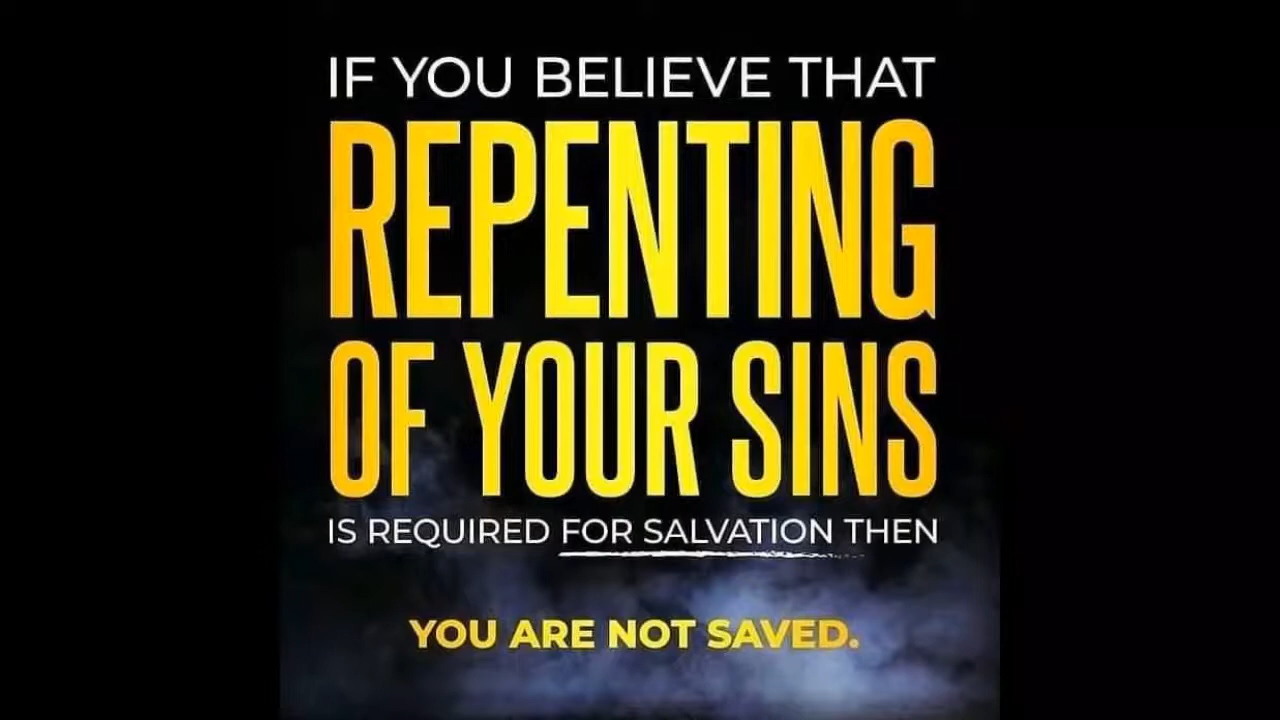 IF YOU BELIEVE THAT
REPENTING
OF YOUR SINS
IS REQUIRED FOR SALVATION THEN
YOU ARE NOT SAVED.